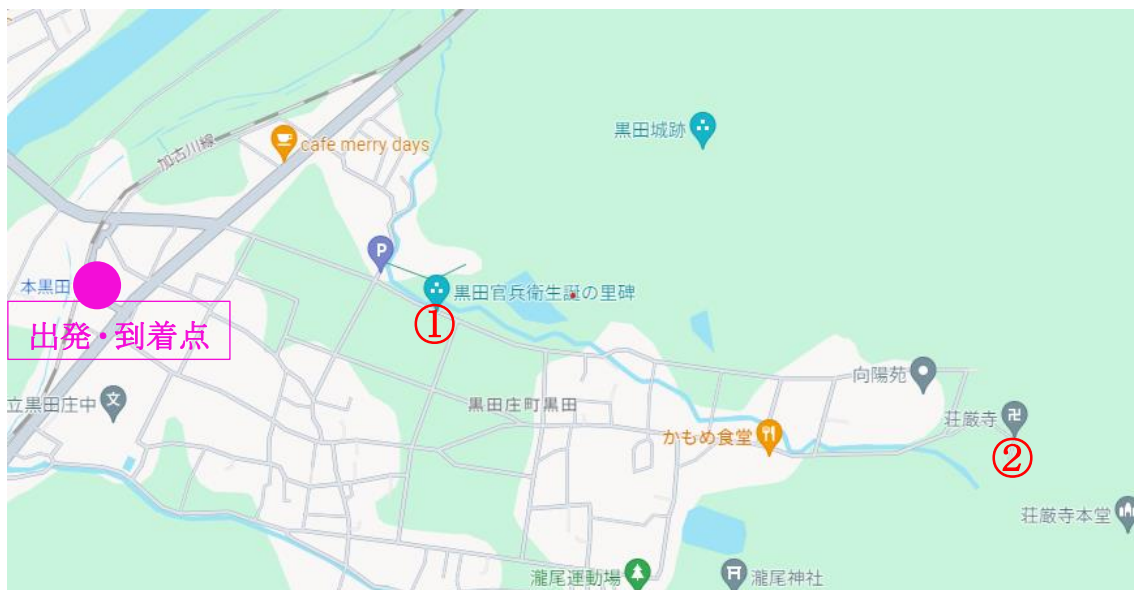 黒田城跡
加古川線
cafe merry days
P
本黒田
黒田官兵衛生誕の里碑
①
出発・到着点
向陽苑
立黒田庄中
文
黒田庄町黒田
荘厳寺
かもめ食堂
②
荘厳寺本堂
瀧尾運動場
瀧尾神社